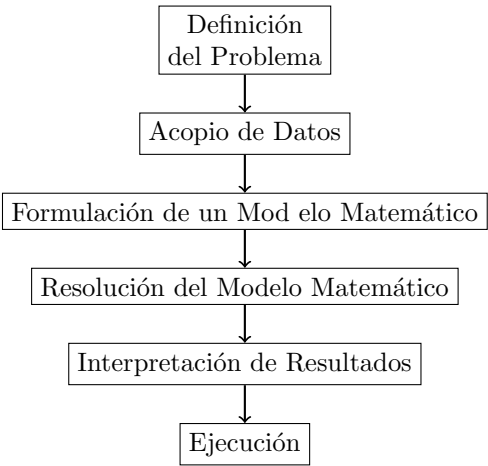 Definición
del Problema
Acopio de Datos
Formulación de un Mod elo Matemático
Resolución del Modelo Matemático
Interpretación de Resultados
Ejecución